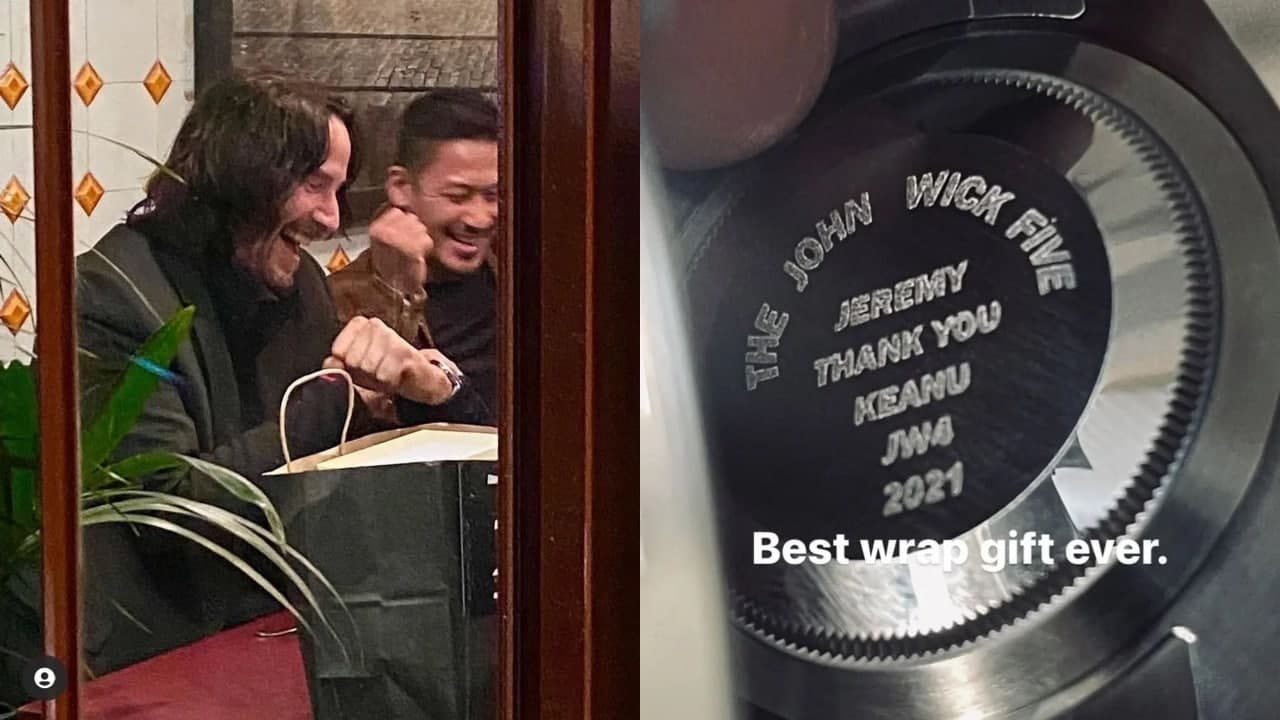 THE JOHN WICK FIVE
JEREMY
THANK YOU
KEANU
JW4
2021
Best wrap gift ever.